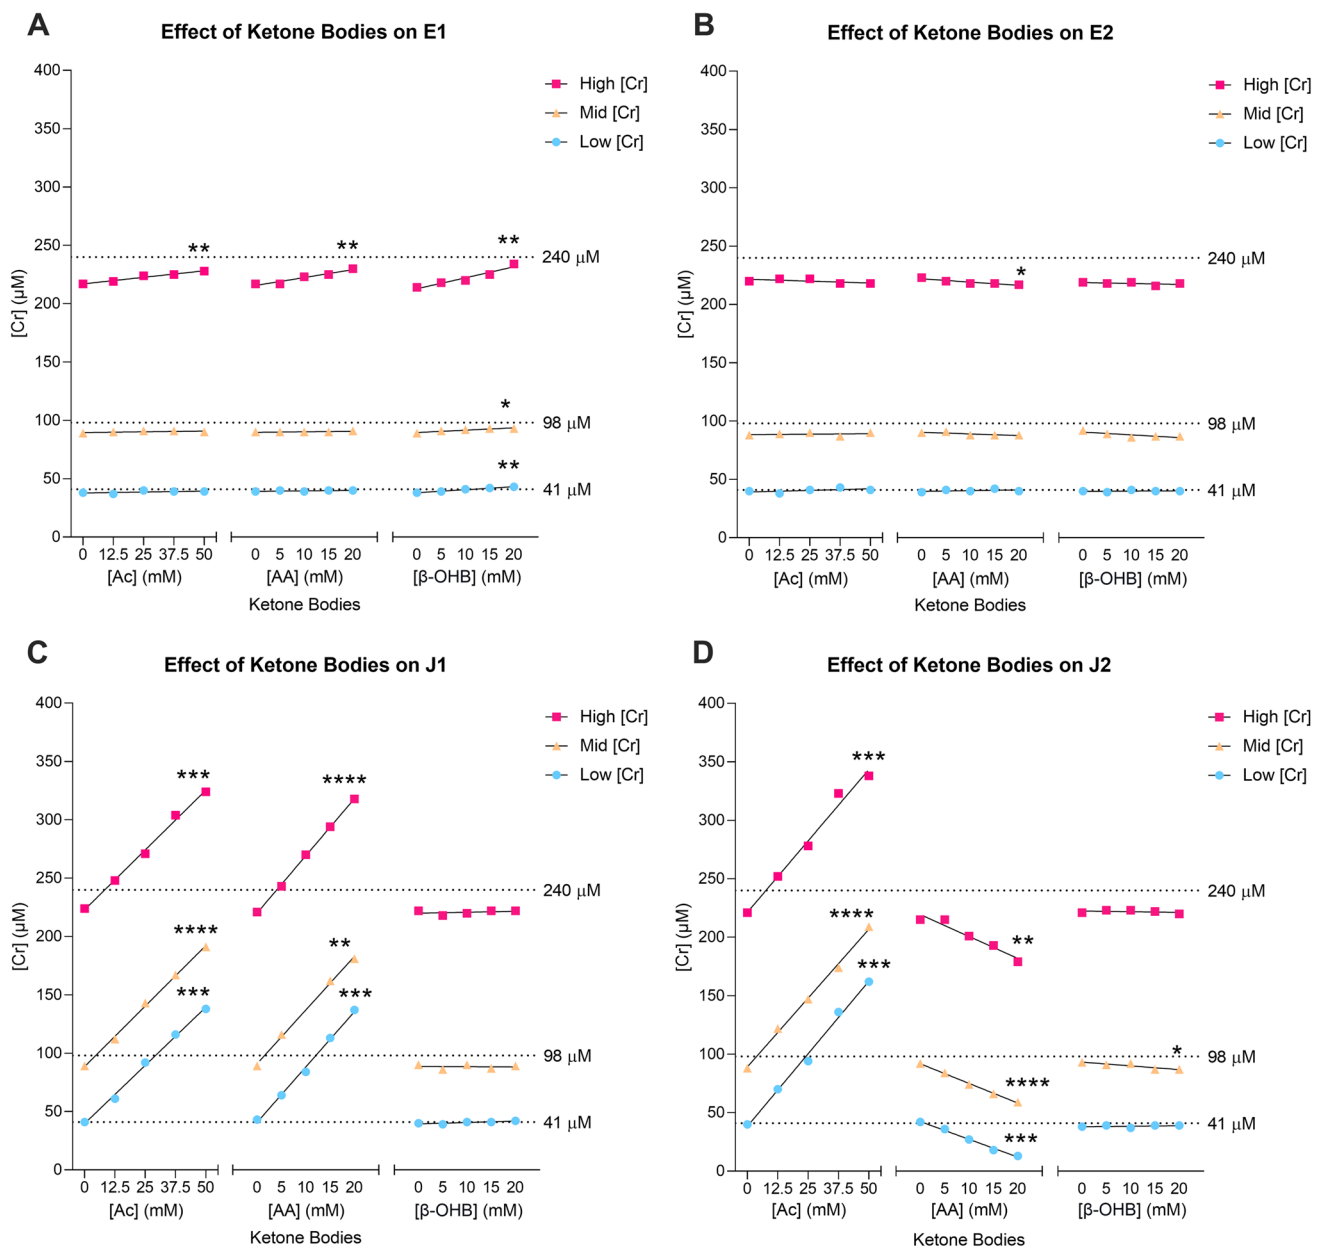 A
Effect of Ketone Bodies on E1
400
350
300
250
200
150
100
50
0
[Cr] (μM)
High [Cr]
Mid [Cr]
Low [Cr]
**
**
**
*
**
240 μM
98 μM
41 μM
0 12.5 25 37.5 50
0 5 10 15 20
0 5 10 15 20
[Ac] (mM)
[AA] (mM)
[β-OHB] (mM)
Ketone Bodies
B
Effect of Ketone Bodies on E2
400
350
300
250
200
150
100
50
0
[Cr] (μM)
High [Cr]
Mid [Cr]
Low [Cr]
*
240 μM
98 μM
41 μM
0 12.5 25 37.5 50
0 5 10 15 20
0 5 10 15 20
[Ac] (mM)
[AA] (mM)
[β-OHB] (mM)
Ketone Bodies
C
Effect of Ketone Bodies on J1
400
350
300
250
200
150
100
50
0
[Cr] (μM)
High [Cr]
Mid [Cr]
Low [Cr]
***
****
****
**
***
***
240 μM
98 μM
41 μM
0 12.5 25 37.5 50
0 5 10 15 20
0 5 10 15 20
[Ac] (mM)
[AA] (mM)
[β-OHB] (mM)
Ketone Bodies
D
Effect of Ketone Bodies on J2
400
350
300
250
200
150
100
50
0
[Cr] (μM)
High [Cr]
Mid [Cr]
Low [Cr]
***
****
***
**
*
****
***
240 μM
98 μM
41 μM
0 12.5 25 37.5 50
0 5 10 15 20
0 5 10 15 20
[Ac] (mM)
[AA] (mM)
[β-OHB] (mM)
Ketone Bodies